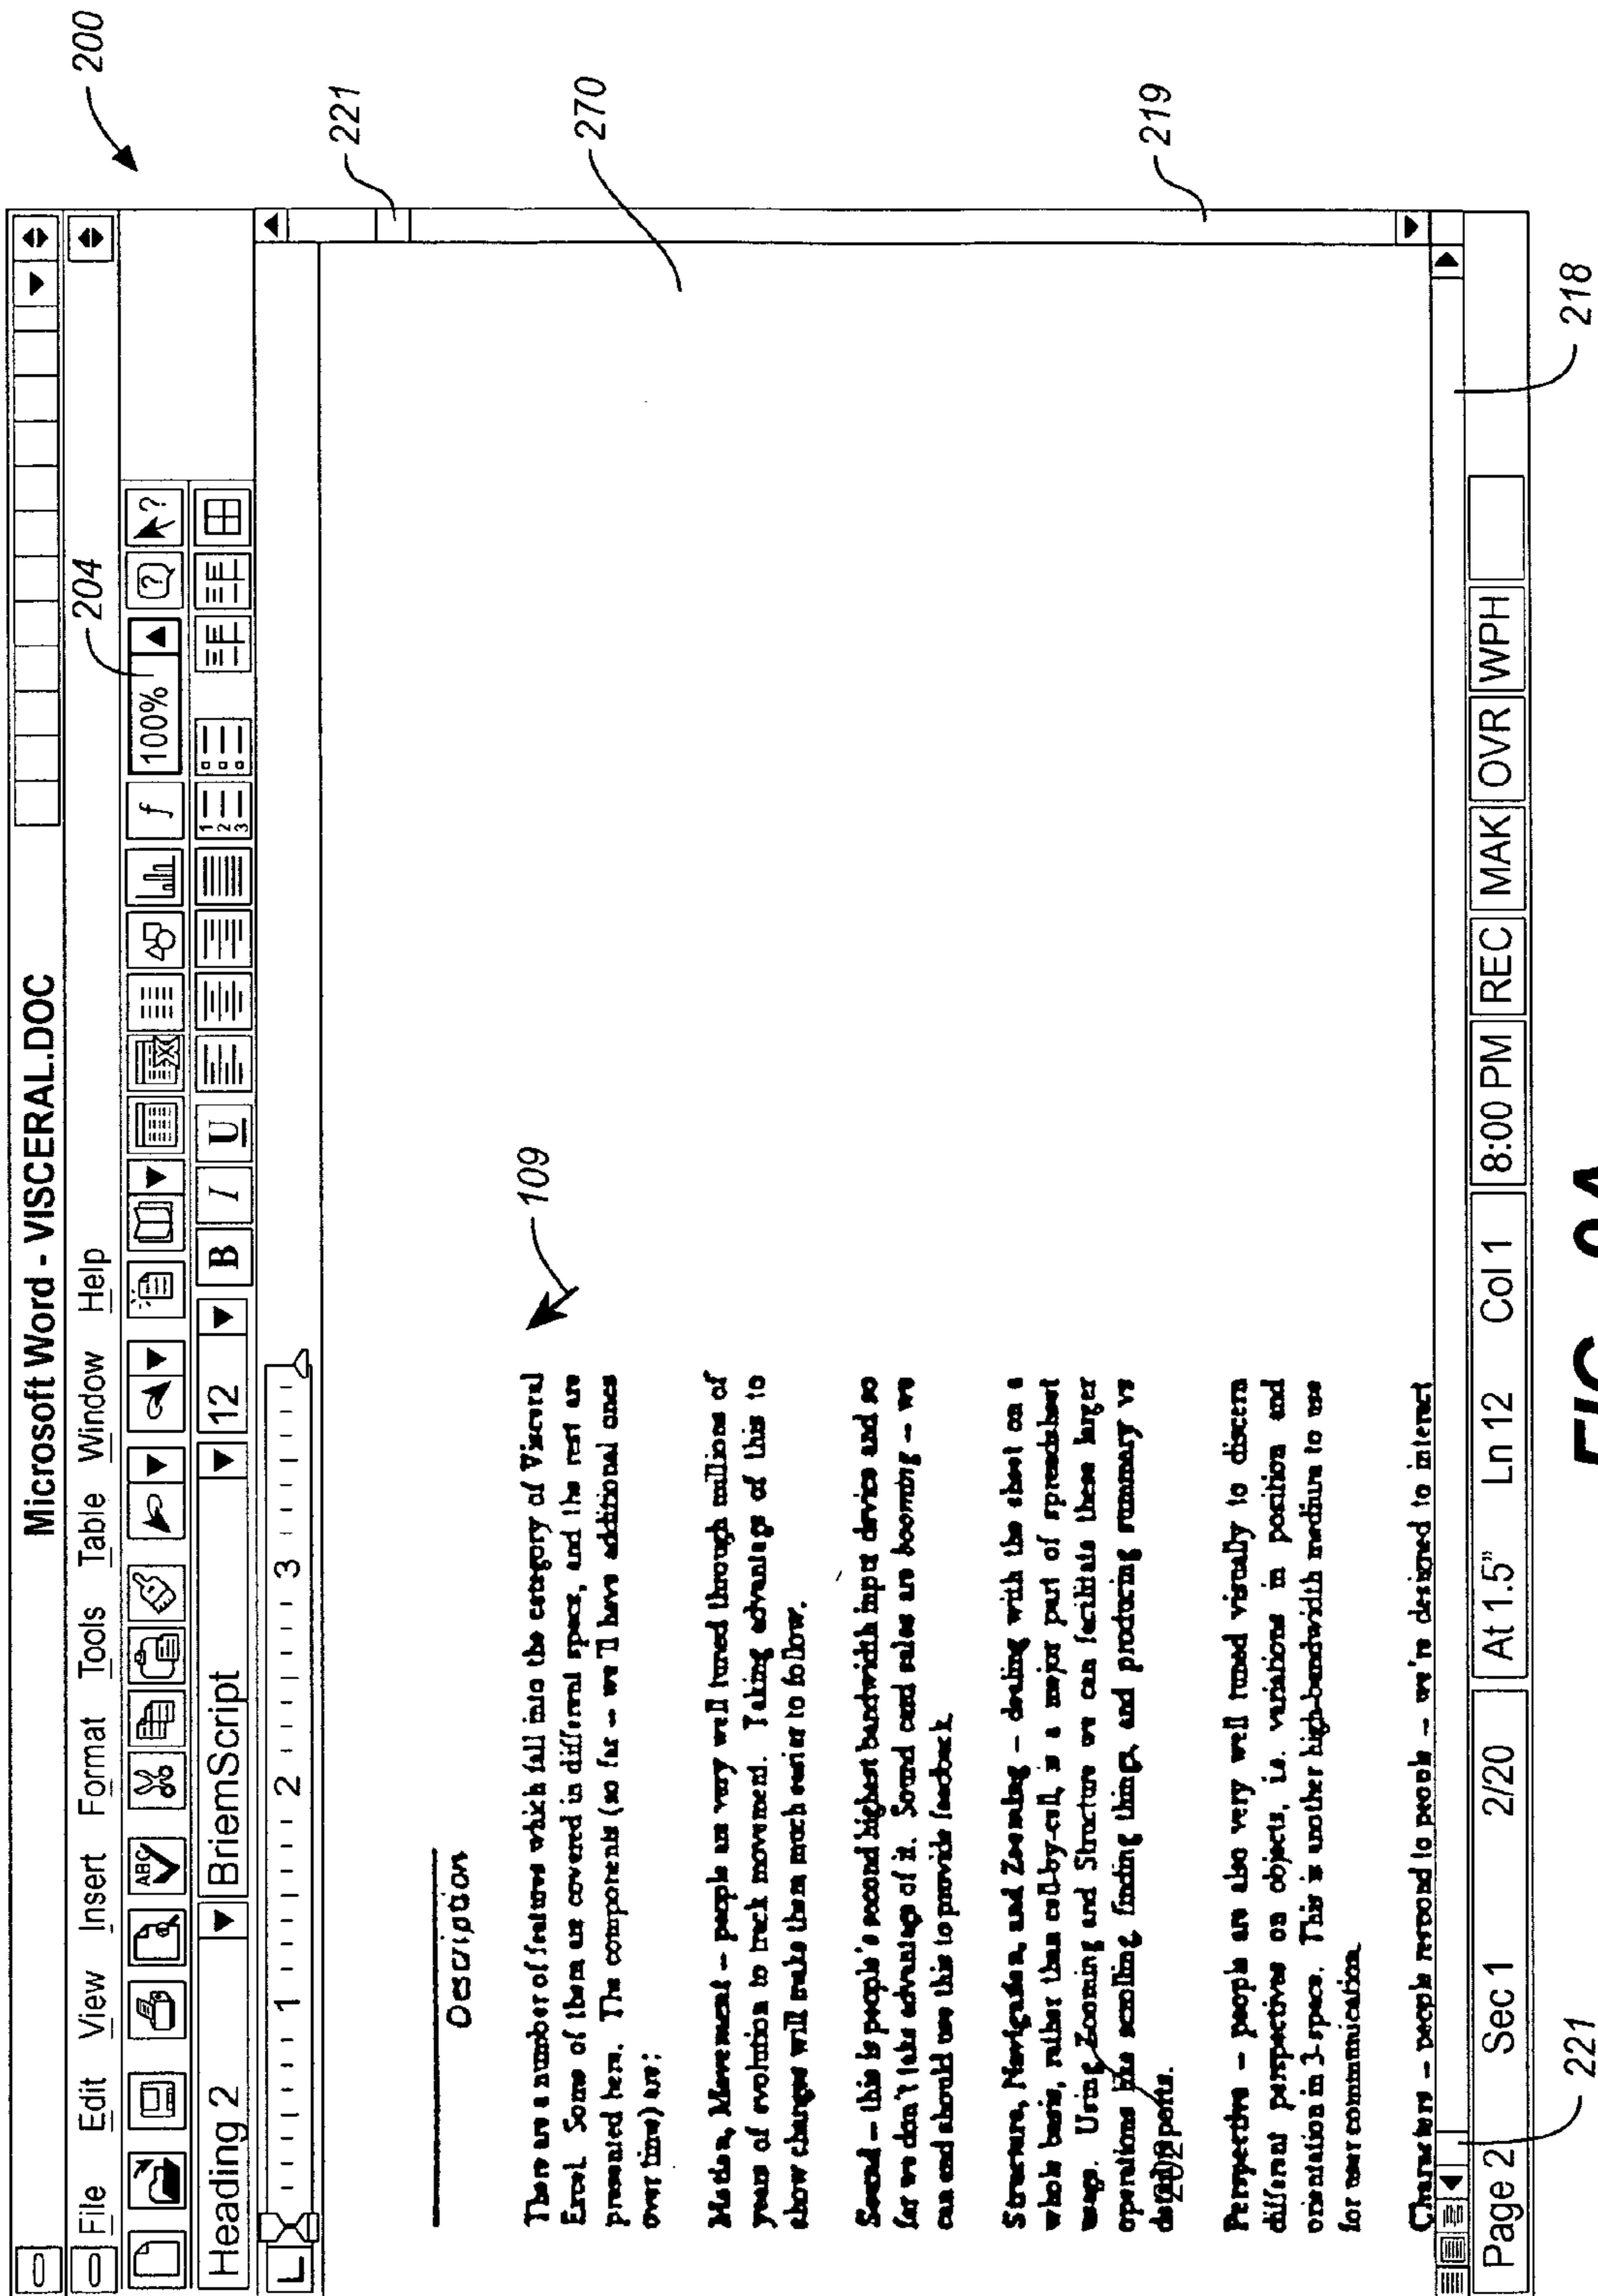 Microsoft Word - VISCERAL.DOC
File Edit View Insert Format Tools Table Window Help
200
204
ABC
f
100%
?
?
Heading 2
BriemScript
12
B I U
1
2
3
L
1
2
3
221
270
219
218
Description
109
There are a number of features which fall into the category of Visceral
Excel. Some of them are covered in different specs, and the rest are
presented here. The components (so far -- we'll have additional ones
over time) are:
Motion, Movement -- people are very well tuned through millions of
years of evolution to track movement. Taking advantage of this to
show changes will make them much easier to follow.
Sound -- this is people's second highest bandwidth input device and so
far we don't take advantage of it. Sound card sales are booming -- we
can and should use this to provide feedback.
Structure, Navigation, and Zooming -- dealing with the sheet on a
whole basis, rather than cell-by-cell, is a major part of spreadsheet
usage. Using Zooming and Structure we can facilitate these larger
operations like scrolling, finding things, and producing summary vs
202
Perspective -- people are also very well tuned visually to discern
different perspectives on objects, i.e. variations in position and
orientation in 3-space. This is another high-bandwidth medium to use
for user communication.
Characters -- people respond to people -- we're designed to interact
Page 2 Sec 1 2/20 At 1.5" Ln 12 Col 1 8:00 PM REC MAK OVR WPH
221